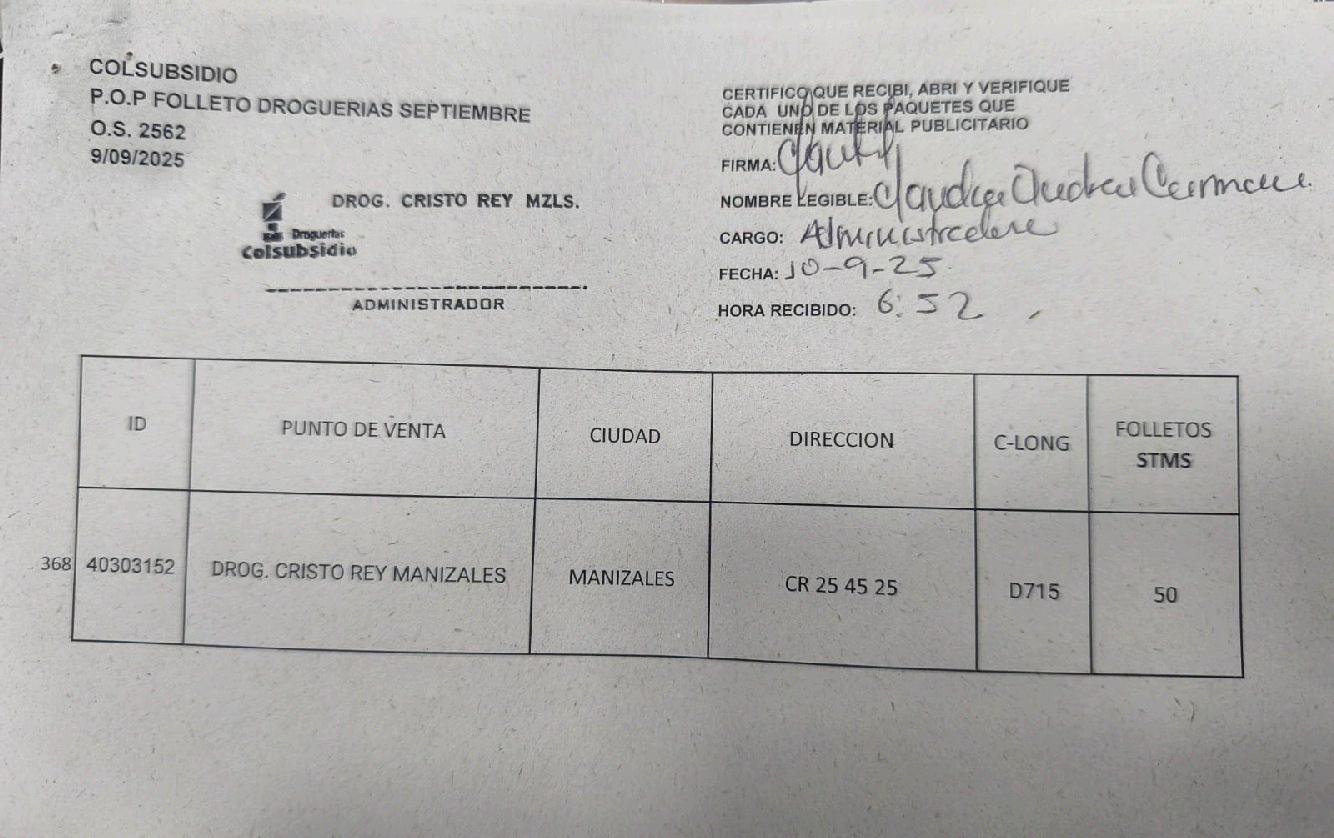 COLSUBSIDIO
P.O.P FOLLETO DROGUERIAS SEPTIEMBRE
O.S. 2562
9/09/2025
DROG. CRISTO REY MZLS.
Droguerías
Colsubsidio
ADMINISTRADOR
CERTIFICO QUE RECIBI, ABRI Y VERIFIQUE
CADA UNO DE LOS PAQUETES QUE
CONTIENEN MATERIAL PUBLICITARIO
FIRMA:
NOMBRE LEGIBLE: Claudia Andrea
CARGO: Administradora
FECHA: 10-9-25
HORA RECIBIDO: 6:52
ID PUNTO DE VENTA CIUDAD DIRECCION C-LONG FOLLETOS STMS
368 40303152 DROG. CRISTO REY MANIZALES MANIZALES CR 25 45 25 D715 50